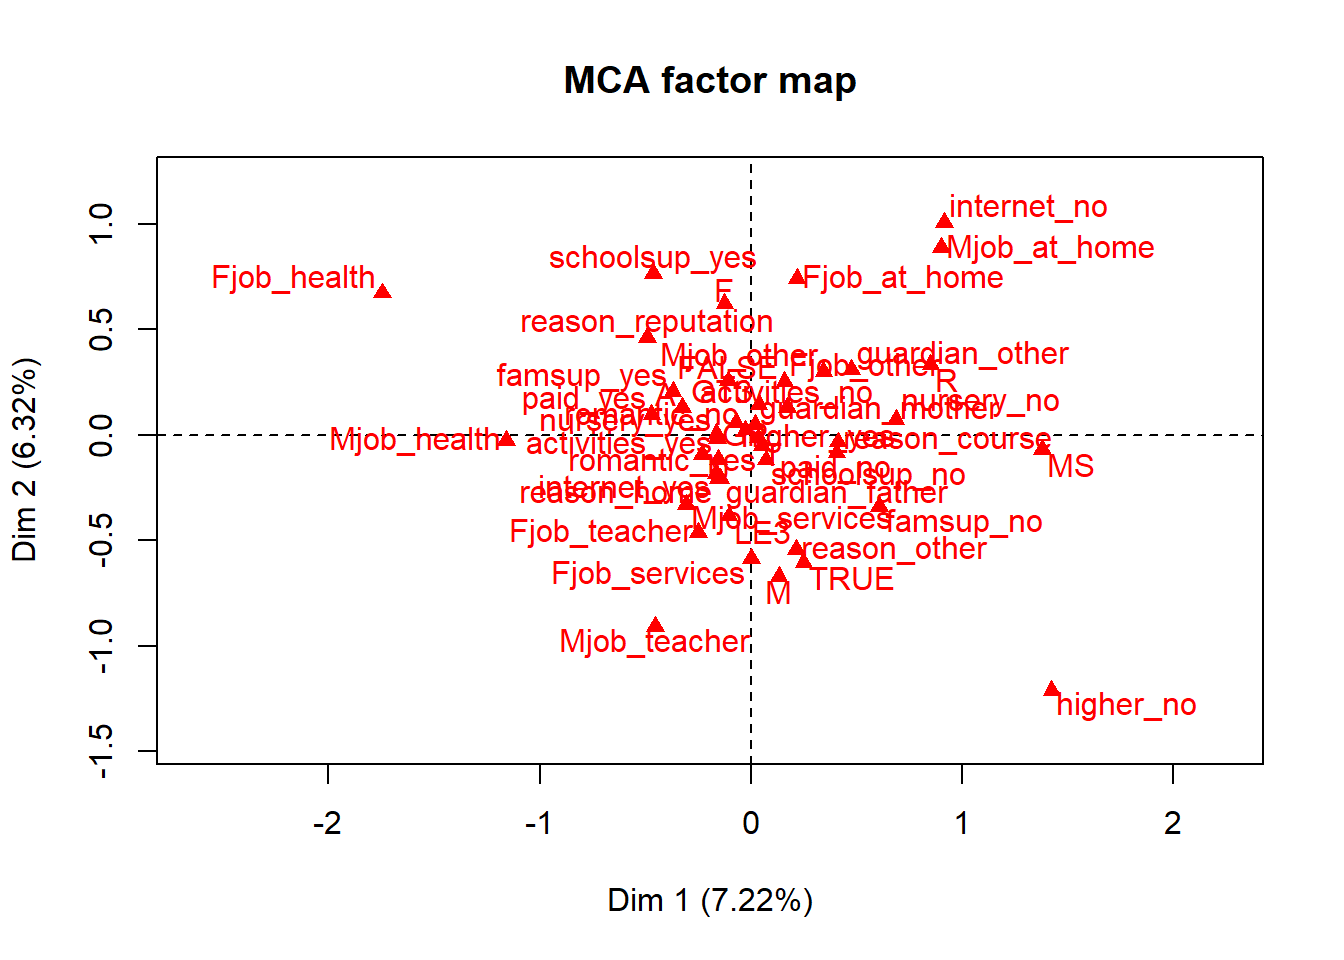 MCA factor map
internet_no
Mjob_at_home
schoolsup_yes
Fjob_health
Fjob_at_home
F
reason_reputation
Mjob_other
guardian_other
Fjob_other
FALSE
famsup_yes
R
paid_yes
activities_no
nursery_no
romantic_no
guardian_mother
nursery_yes
higher_yes
reason_course
Mjob_health
activities_yes
romantic_yes
paid_no
MS
schoolsup_no
internet_yes
reason_home
guardian_father
Mjob_services
famsup_no
Fjob_teacher
LE3
reason_other
Fjob_services
TRUE
M
Mjob_teacher
higher_no
1.0
0.5
0.0
-0.5
-1.0
-1.5
Dim 2 (6.32%)
-2 -1 0 1 2
Dim 1 (7.22%)